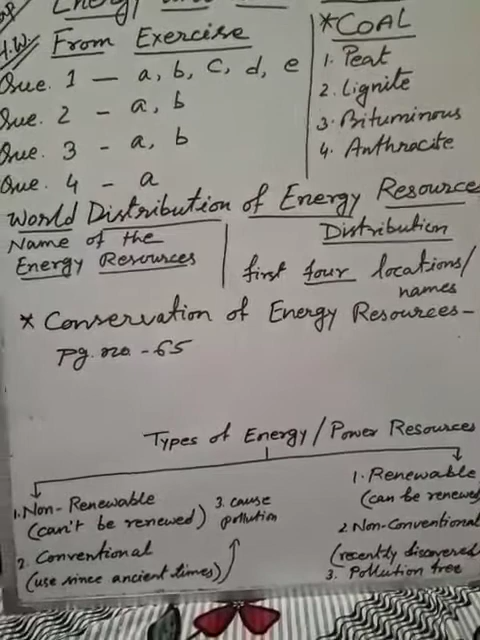 Energy
H.W. From Exercise
Que. 1 — a, b, c, d, e
Que. 2 - a, b
Que. 3 - a, b
Que. 4 - a
*COAL
1. Peat
2. Lignite
3. Bituminous
4. Anthracite
World Distribution of Energy Resource
Name of the
Energy Resources
Distribution
first four locations/
names
* Conservation of Energy Resources-
Pg. no. - 65
Types of Energy/Power Resources
1. Non-Renewable
(can't be renewed)
2. Conventional
(use since ancient times)
3. cause
pollution
1. Renewable
(can be renewed
2. Non-Conventional
(recently discovered
3. Pollution free